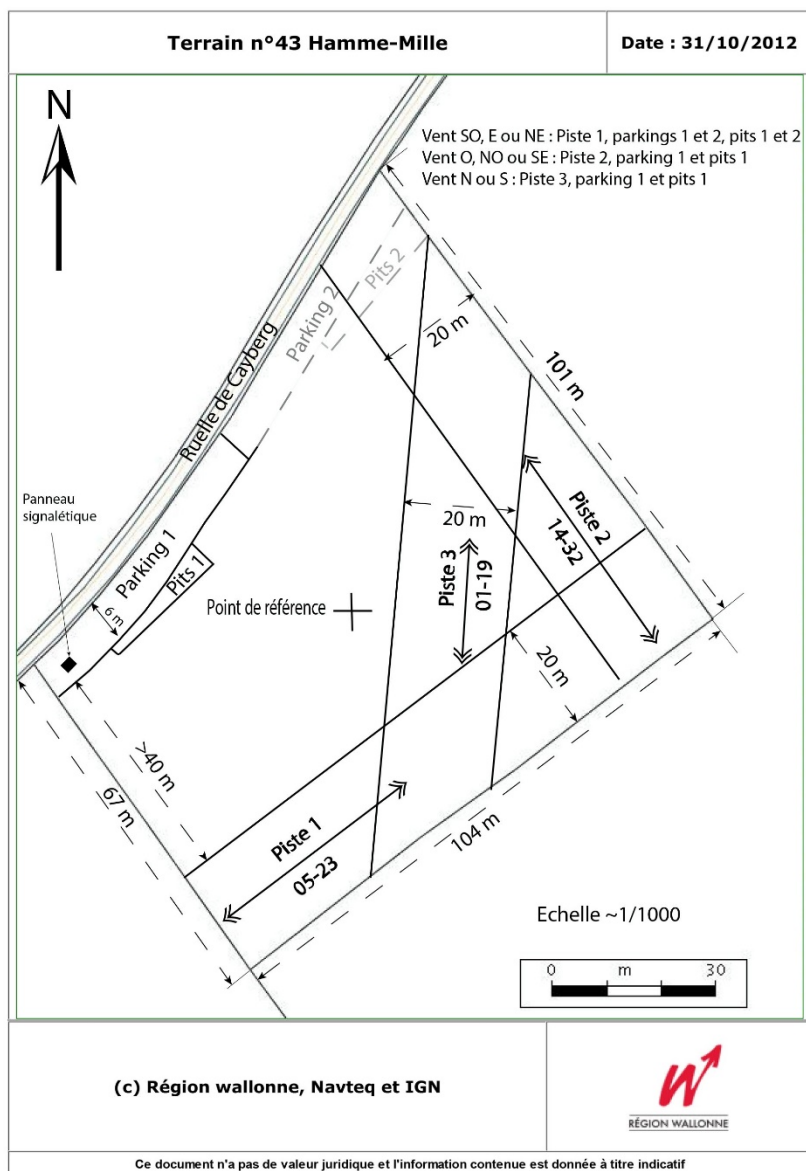 Terrain n°43 Hamme-Mille
Date : 31/10/2012
N
Vent SO, E ou NE : Piste 1, parkings 1 et 2, pits 1 et 2
Vent O, NO ou SE : Piste 2, parking 1 et pits 1
Vent N ou S : Piste 3, parking 1 et pits 1
Parking 2
Pits 2
20 m
101 m
Ruelle de Cayberg
Panneau
signalétique
Parking 1
Pits 1
6 m
20 m
Piste 2
14-32
Piste 3
01-19
Point de référence
20 m
>40 m
67 m
Piste 1
05-23
104 m
Echelle ~1/1000
0 m 30
(c) Région wallonne, Navteq et IGN
W
RÉGION WALLONNE
Ce document n'a pas de valeur juridique et l'information contenue est donnée à titre indicatif